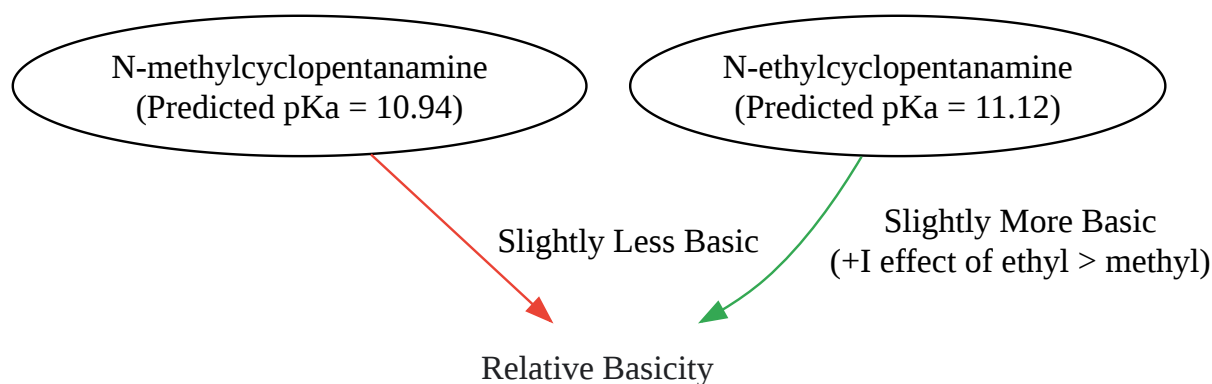 N-methylcyclopentanamine
(Predicted pKa = 10.94)
N-ethylcyclopentanamine
(Predicted pKa = 11.12)
Slightly Less Basic
Slightly More Basic
(+I effect of ethyl > methyl)
Relative Basicity